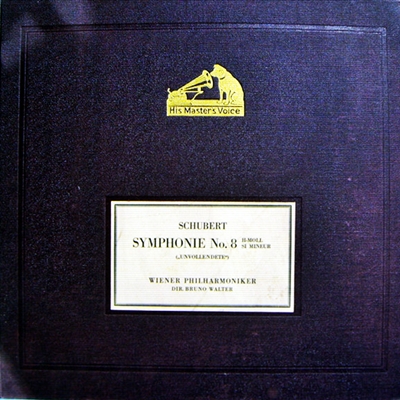 His Master's Voice
SCHUBERT
SYMPHONIE No. 8 H-MOLL
SI MINEUR
(„UNVOLLENDETE“)
WIENER PHILHARMONIKER
DIR. BRUNO WALTER